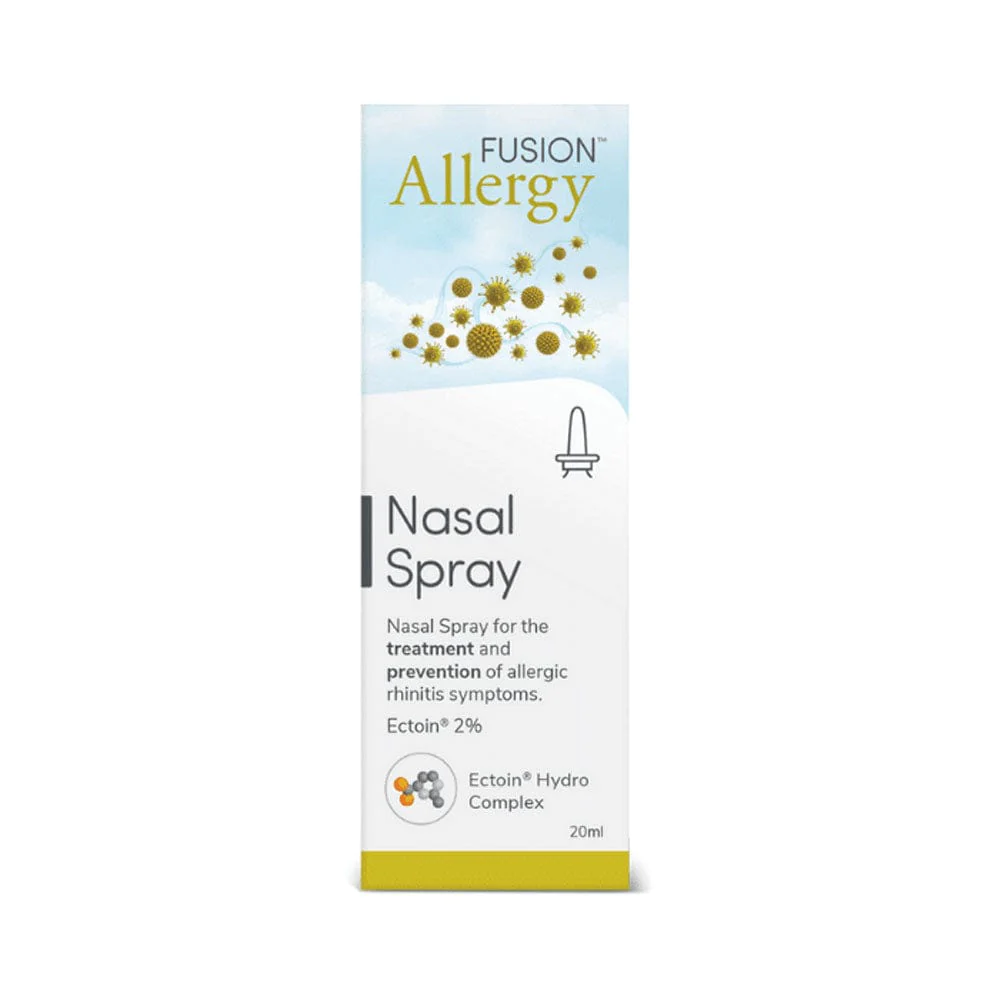 FUSION™
Allergy
Nasal
Spray
Nasal Spray for the
treatment and
prevention of allergic
rhinitis symptoms.
Ectoin® 2%
Ectoin® Hydro
Complex
20ml